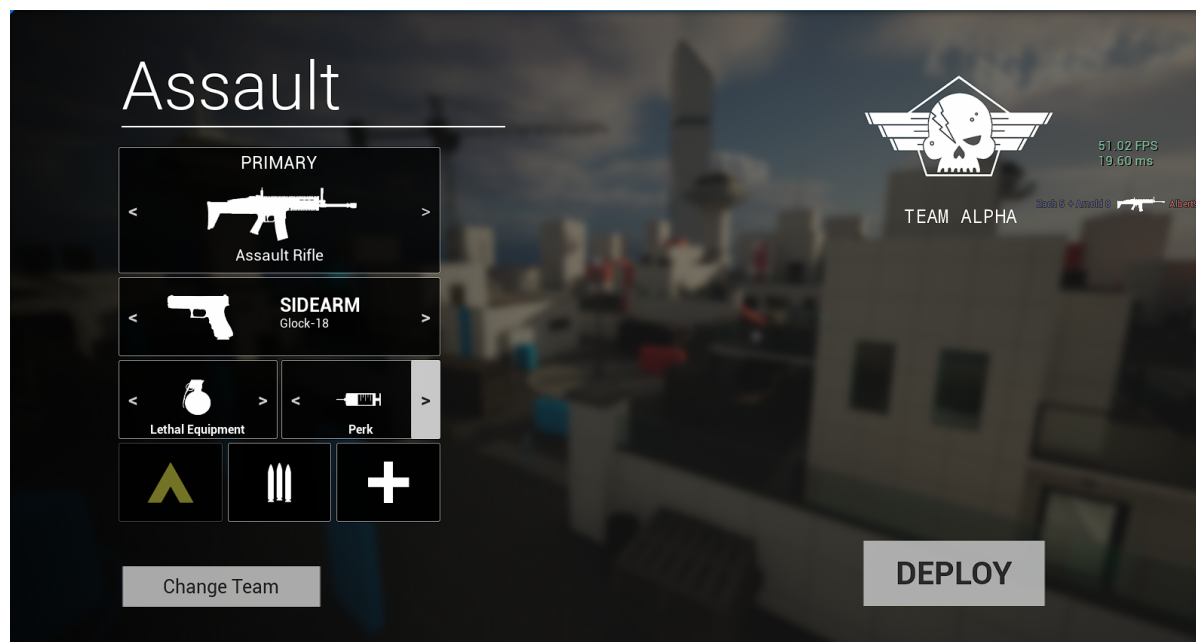 Assault
PRIMARY
< >
Assault Rifle
< SIDEARM >
Glock-18
< > < >
Lethal Equipment Perk
Change Team
TEAM ALPHA
51.02 FPS
19.60 ms
DEPLOY